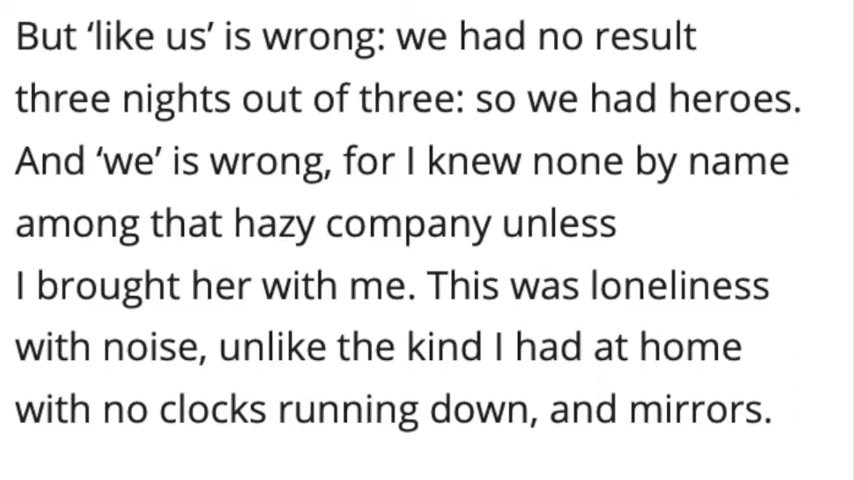 But ‘like us’ is wrong: we had no result
three nights out of three: so we had heroes.
And ‘we’ is wrong, for I knew none by name
among that hazy company unless
I brought her with me. This was loneliness
with noise, unlike the kind I had at home
with no clocks running down, and mirrors.